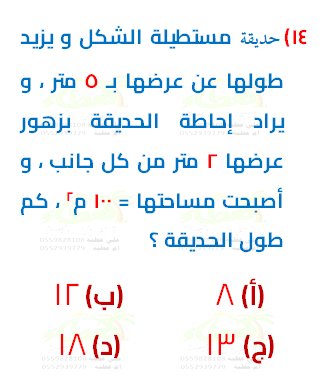 ١٤) حديقة مستطيلة الشكل و يزيد
طولها عن عرضها بـ ٥ متر ، و
يراد إحاطة الحديقة بزهور
عرضها ٢ متر من كل جانب ، و
أصبحت مساحتها = ١٠٠ م٢ ، كم
طول الحديقة ؟
(أ) ٨ (ب) ١٢
(ج) ١٣ (د) ١٨